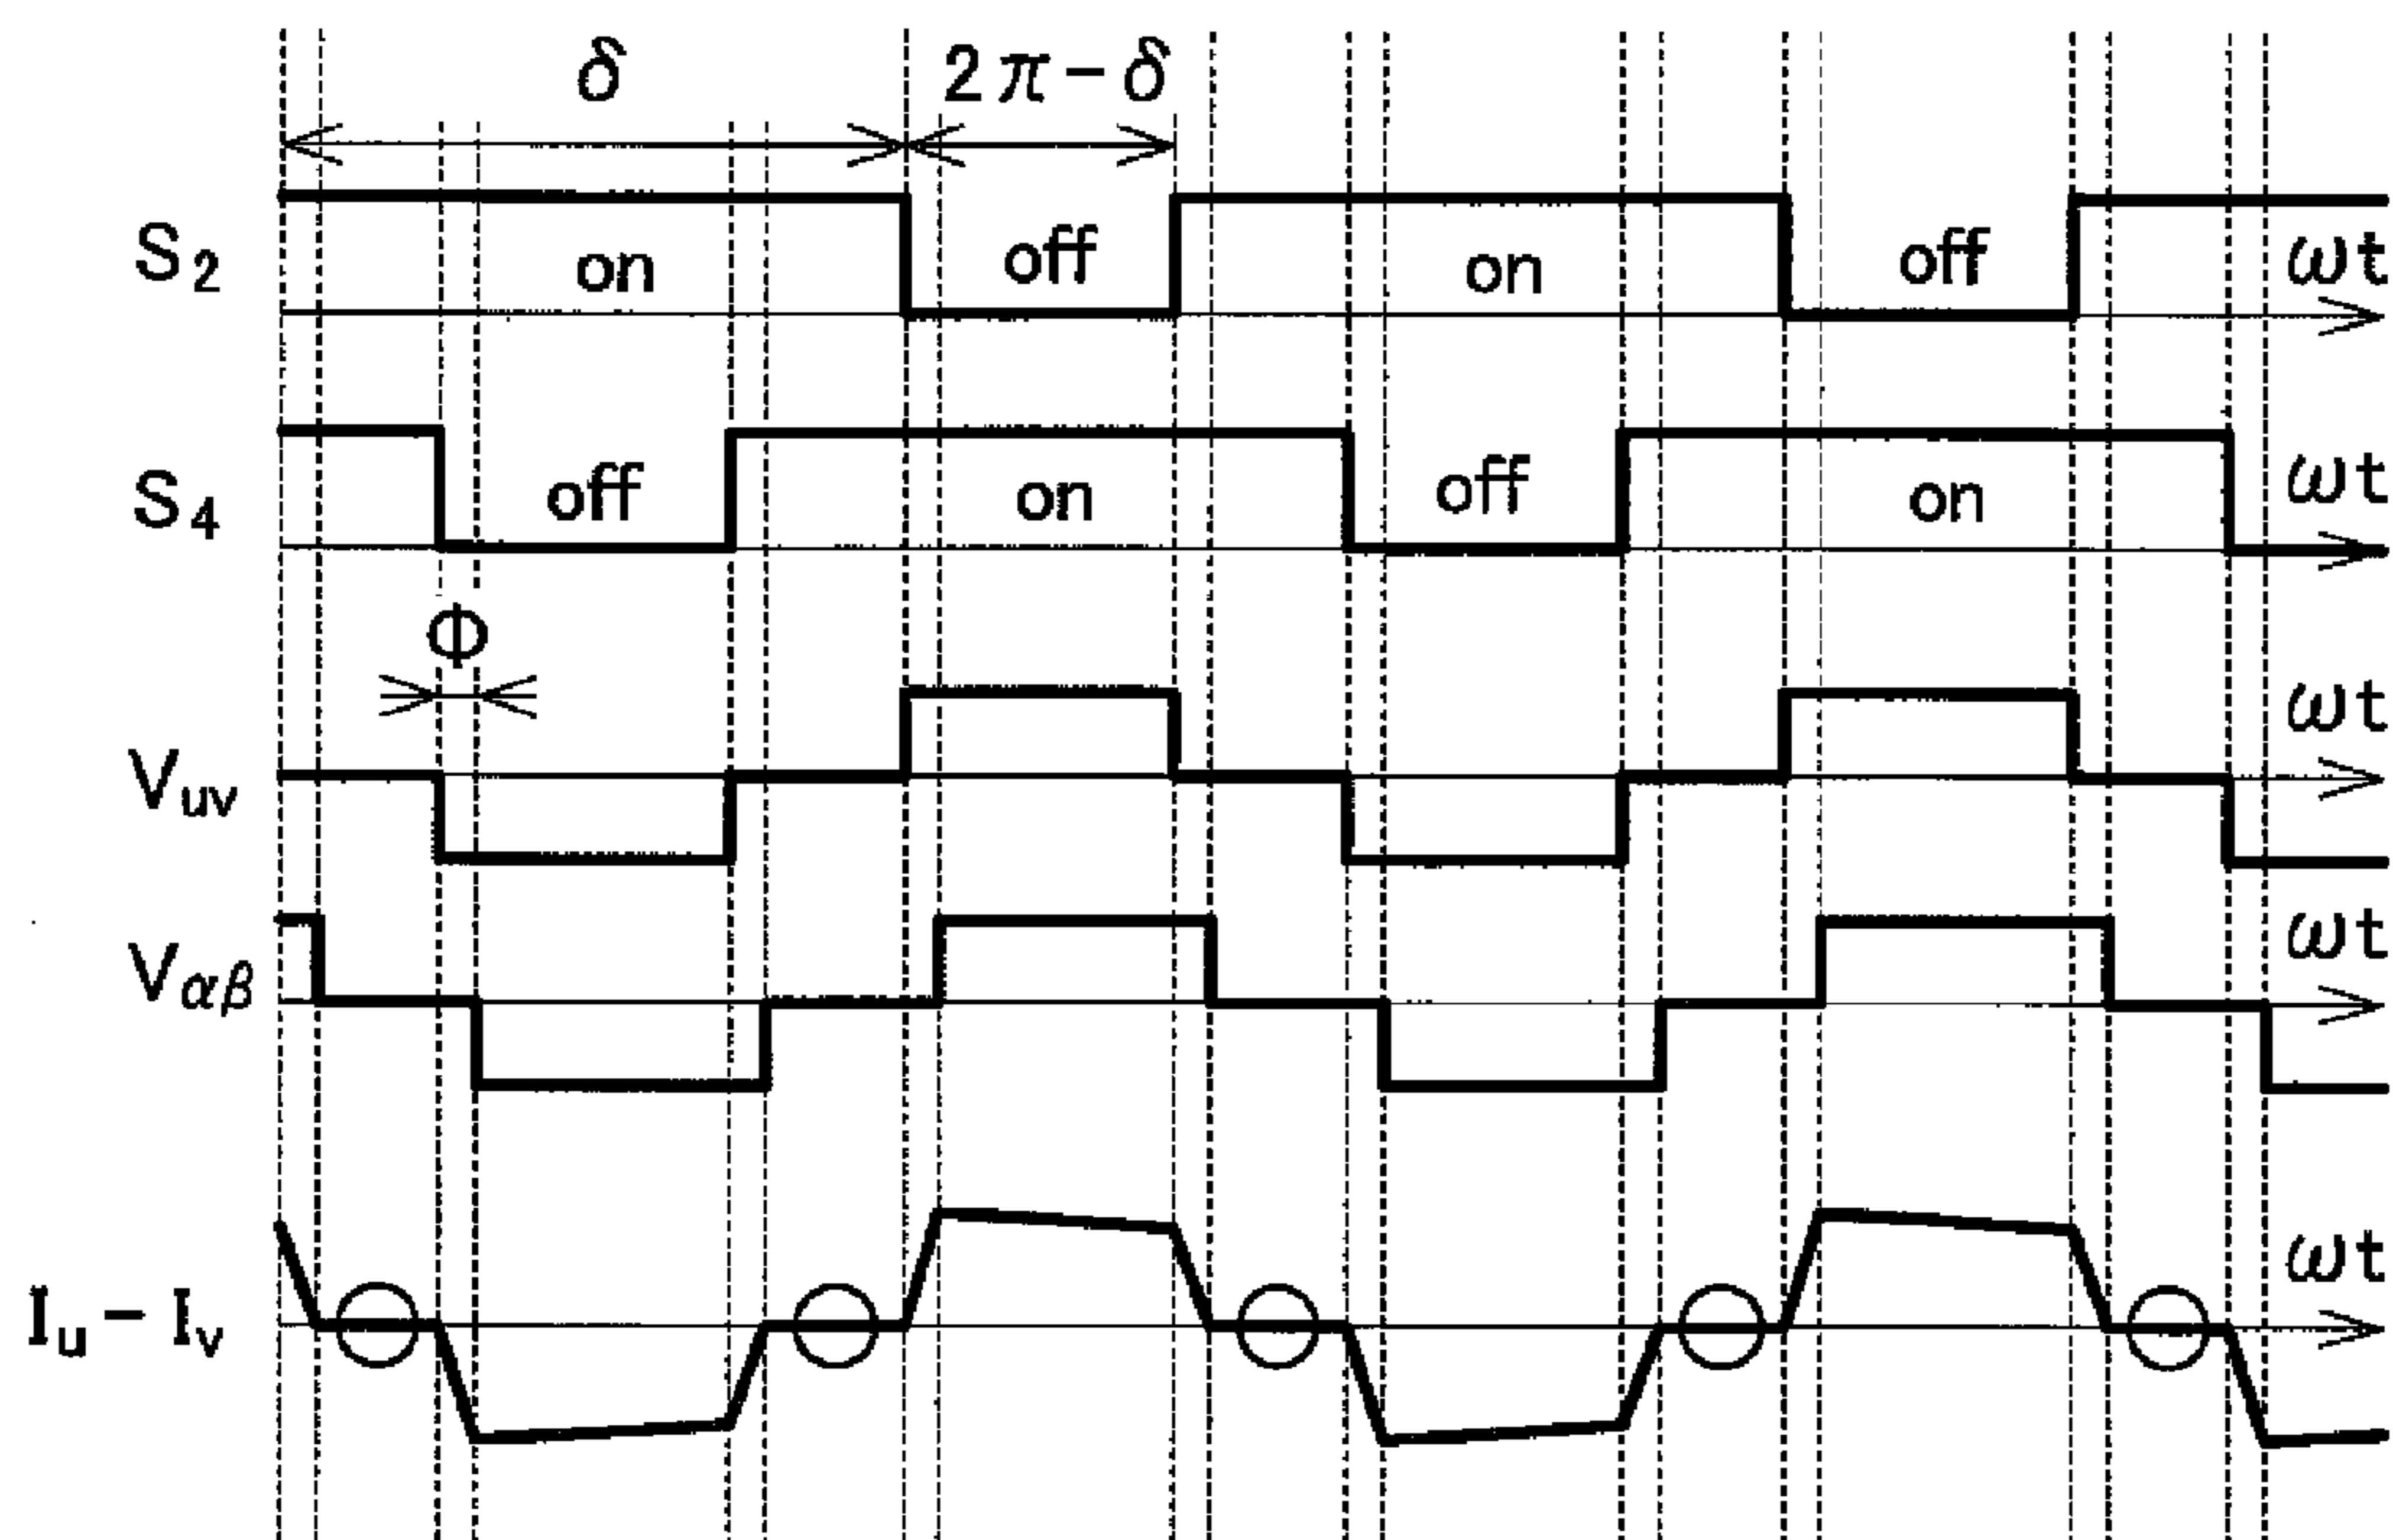 δ 2π-δ
S2 on off on off ωt
S4 off on off on ωt
Φ
Vuv ωt
Vαβ ωt
Iu - Iv ωt